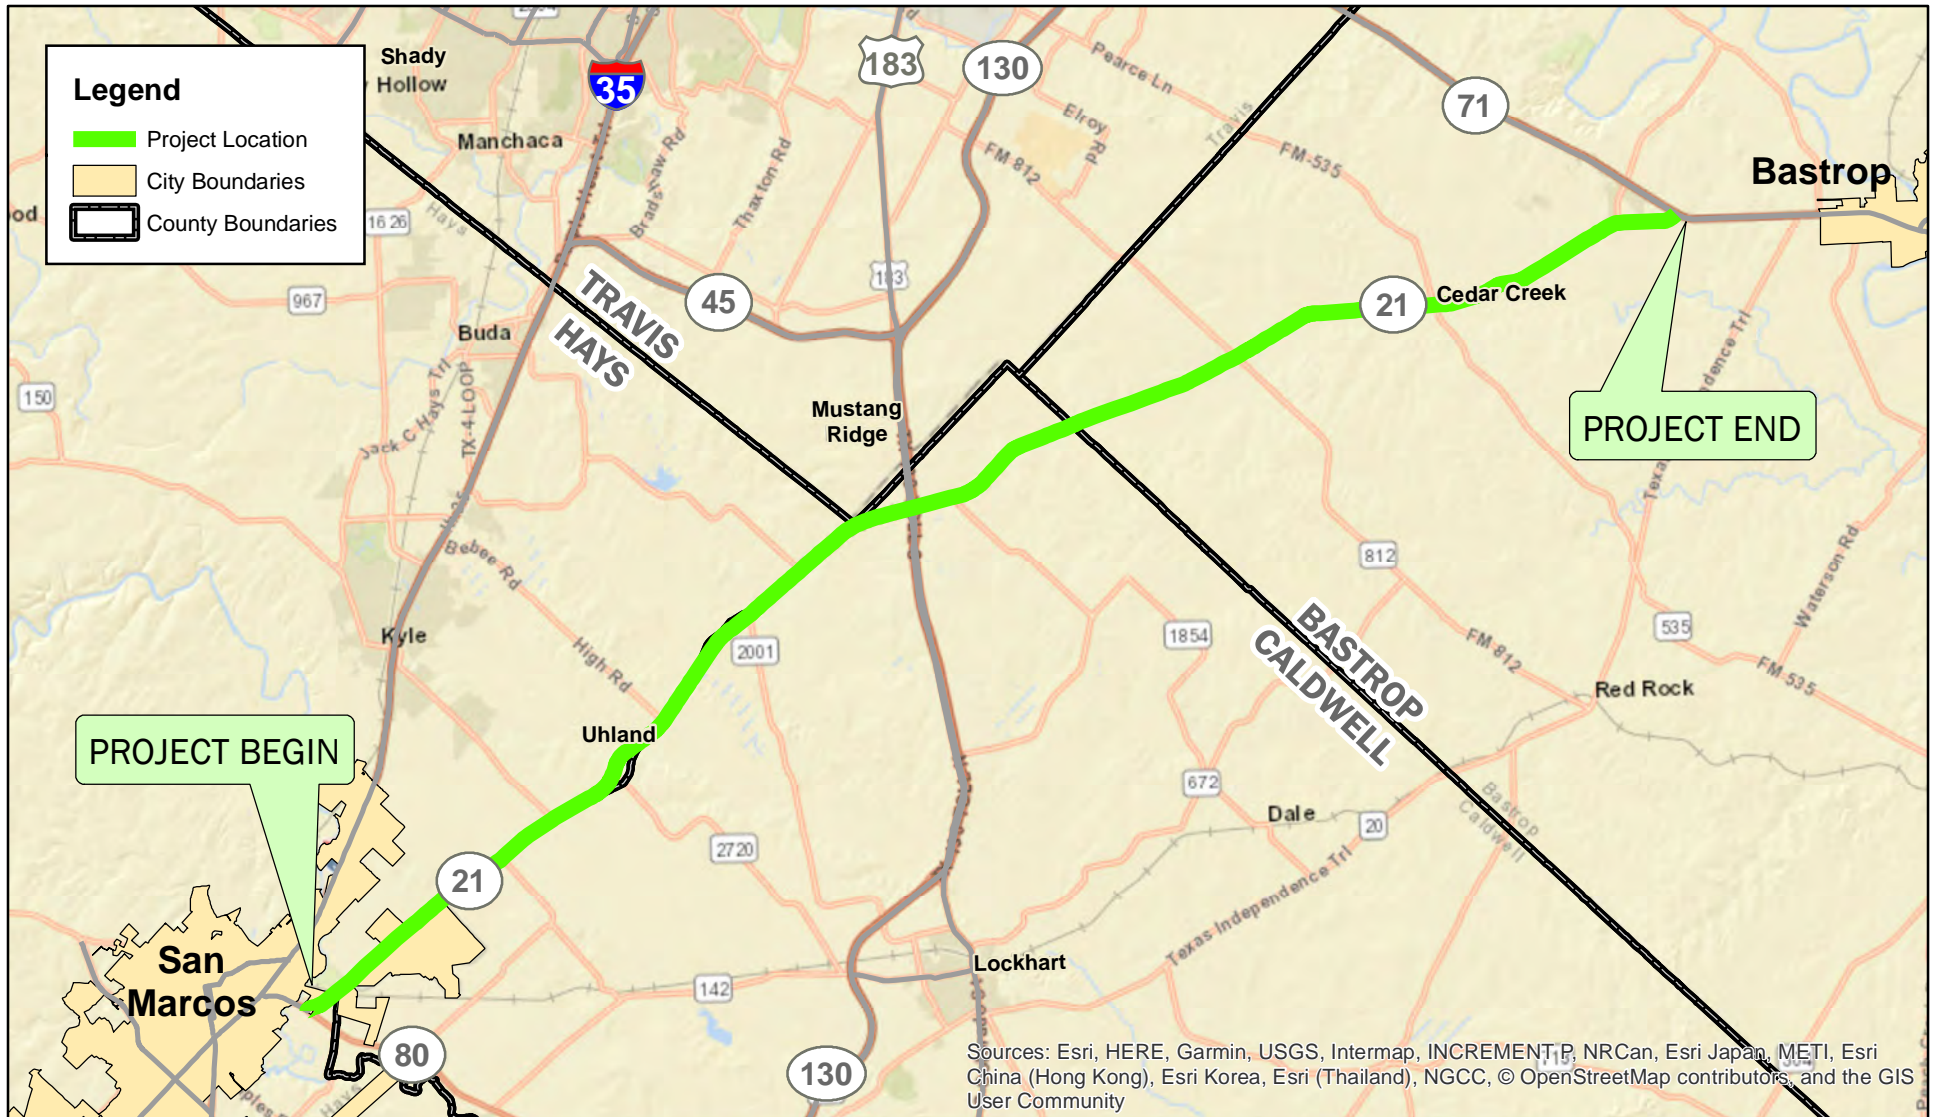 Legend
Project Location
City Boundaries
County Boundaries
Shady
Hollow
Manchaca
35
183
130
Pearce Ln
Elroy
Rd
FM 812
Travis
FM-535
71
Bastrop
Bradshaw Rd
Thaxton Rd
1626
Hays
967
TRAVIS
HAYS
45
183
Buda
150
Jack C Hays Trl
TX-4-LOOP
Mustang
Ridge
21
Cedar Creek
PROJECT END
Bebee Rd
Kyle
High Rd
2001
Uhland
812
1854
BASTROP
CALDWELL
FM 812
535
Waterson Rd
FM 535
Red Rock
PROJECT BEGIN
672
Dale
20
Bastrop
Caldwell
2720
21
Texas Independence Trl
San
Marcos
Lockhart
142
80
130
Hays
Sources: Esri, HERE, Garmin, USGS, Intermap, INCREMENT P, NRCan, Esri Japan, METI, Esri
China (Hong Kong), Esri Korea, Esri (Thailand), NGCC, © OpenStreetMap contributors, and the GIS
User Community